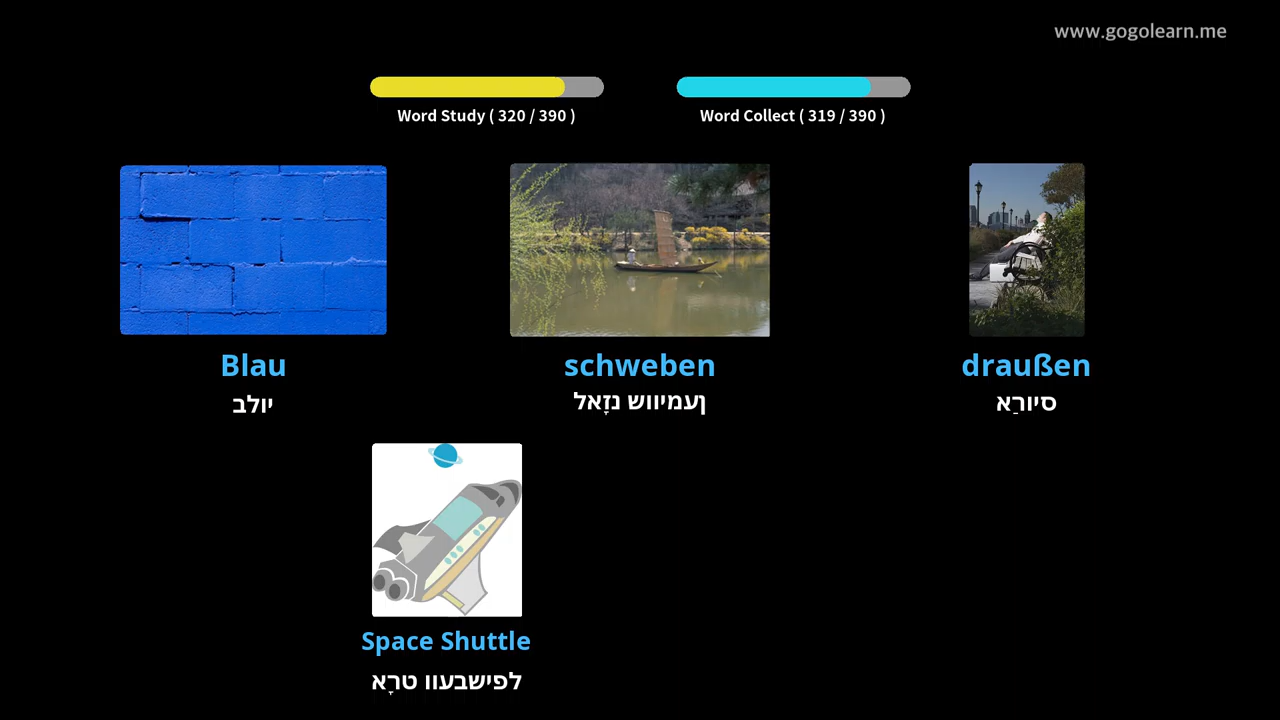 www.gogolearn.me
Word Study ( 320 / 390 )
Word Collect ( 319 / 390 )
Blau
יולב
schweben
ןעמיווש נזָאל
draußen
סיורַא
Space Shuttle
לפישבעוו טרָא